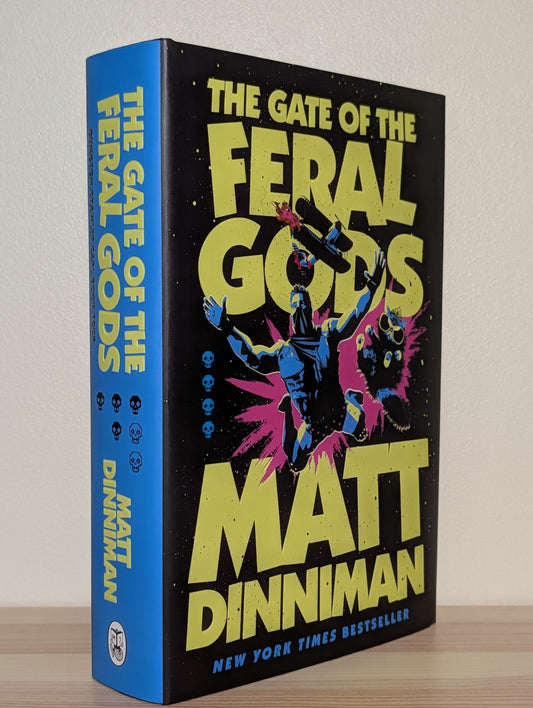 THE GATE OF THE
FERAL GODS
MATT
DINNIMAN
THE GATE OF THE
FERAL
GODS
MATT
DINNIMAN
NEW YORK TIMES BESTSELLER